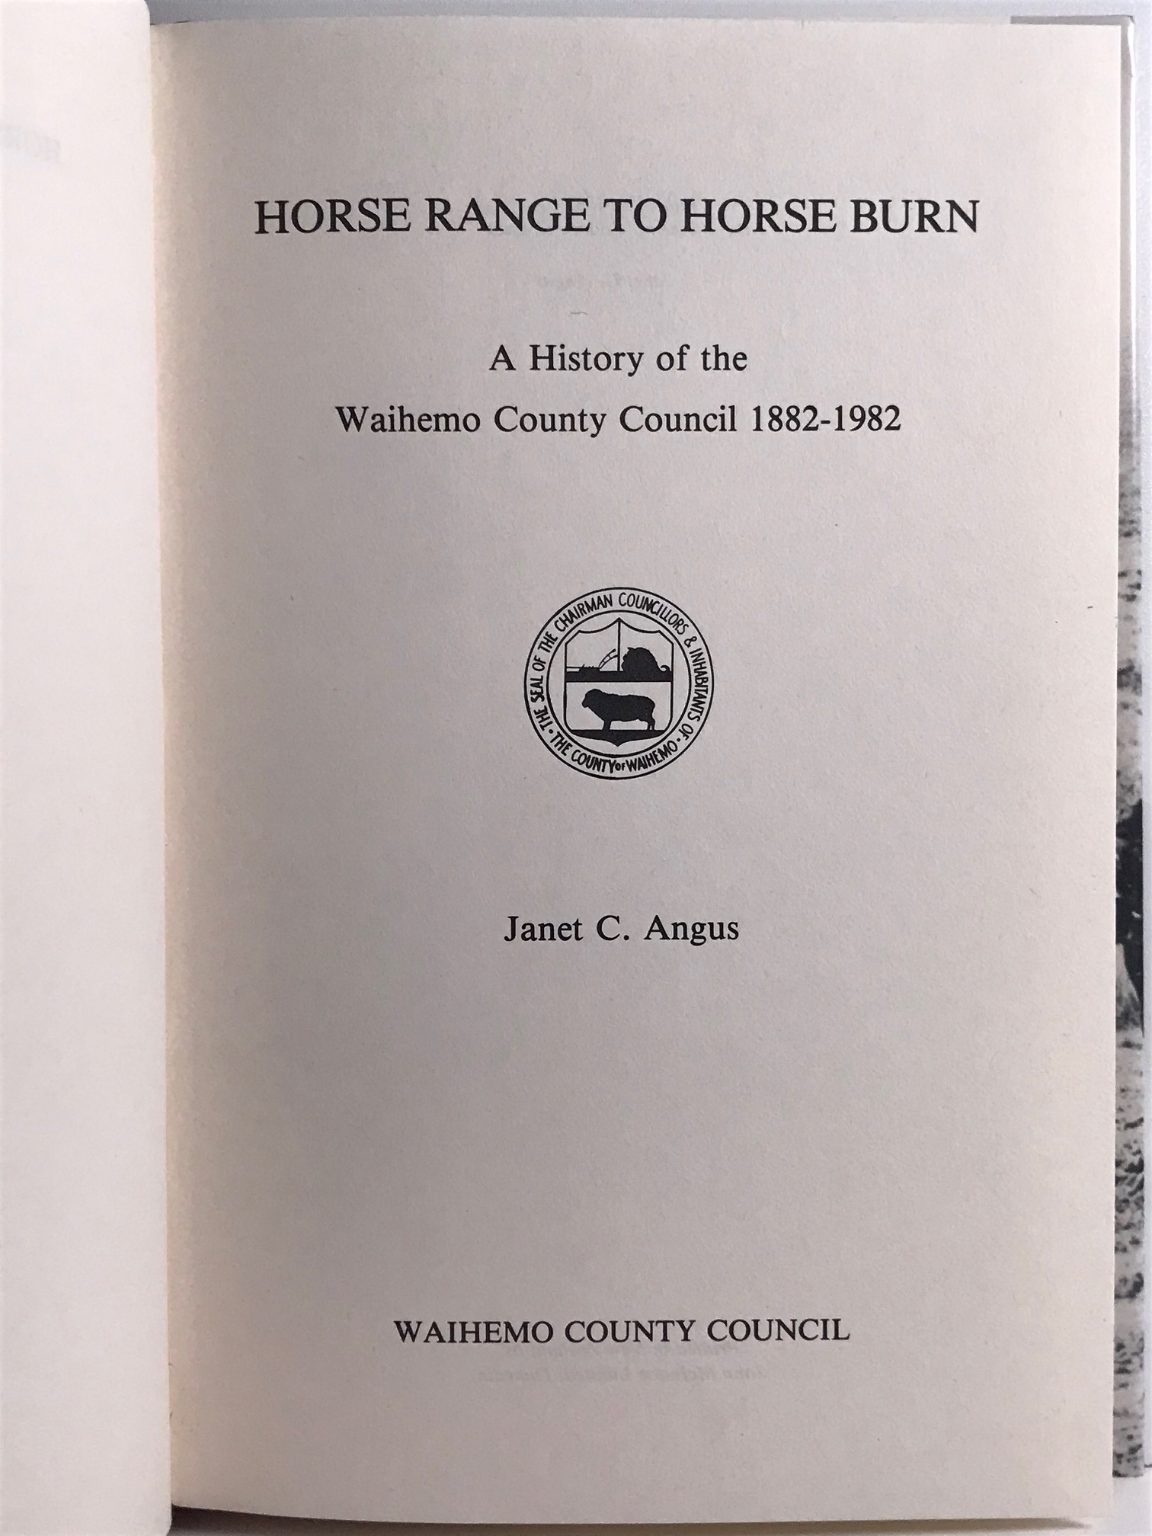 HORSE RANGE TO HORSE BURN
A History of the
Waihemo County Council 1882-1982
THE SEAL OF THE CHAIRMAN COUNCILLORS & INHABITANTS OF
· THE COUNTY of WAIHEMO ·
Janet C. Angus
WAIHEMO COUNTY COUNCIL